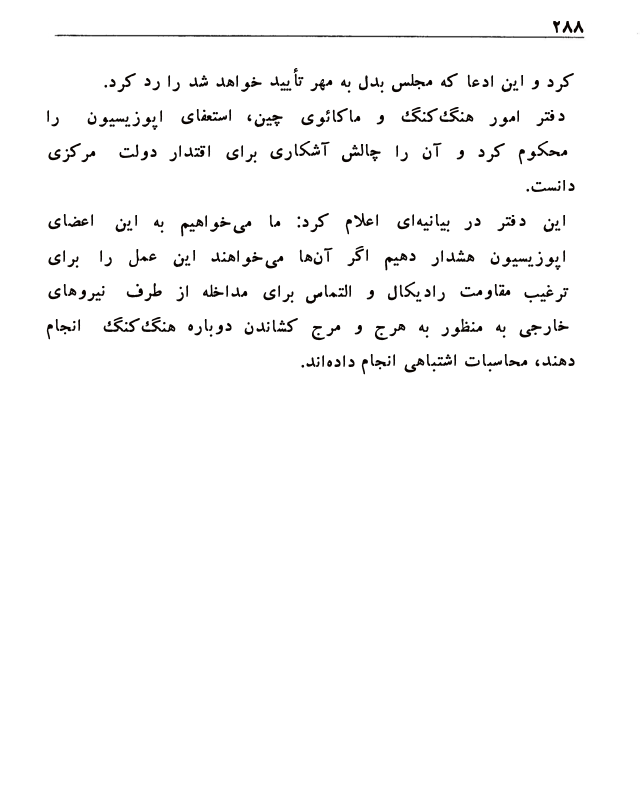 ۲۸۸
کرد و این ادعا که مجلس بدل به مهر تأیید خواهد شد را رد کرد.
دفتر امور هنگ‌کنگ و ماکائوی چین، استعفای اپوزیسیون را
محکوم کرد و آن را چالش آشکاری برای اقتدار دولت مرکزی
دانست.
این دفتر در بیانیه‌ای اعلام کرد: ما می‌خواهیم به این اعضای
اپوزیسیون هشدار دهیم اگر آن‌ها می‌خواهند این عمل را برای
ترغیب مقاومت رادیکال و التماس برای مداخله از طرف نیروهای
خارجی به منظور به هرج و مرج کشاندن دوباره هنگ‌کنگ انجام
دهند، محاسبات اشتباهی انجام داده‌اند.